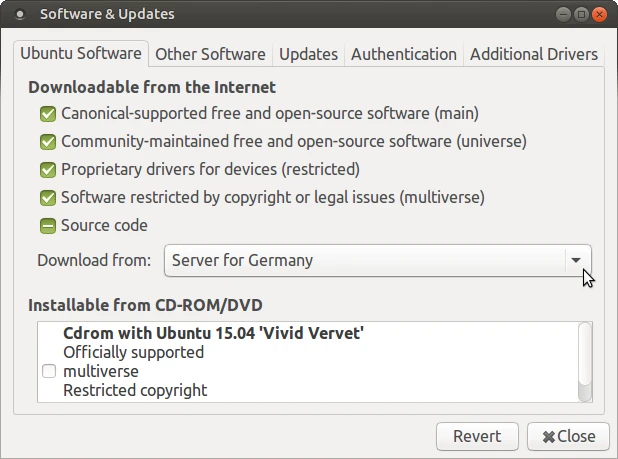 Software & Updates
Ubuntu Software Other Software Updates Authentication Additional Drivers
Downloadable from the Internet
Canonical-supported free and open-source software (main)
Community-maintained free and open-source software (universe)
Proprietary drivers for devices (restricted)
Software restricted by copyright or legal issues (multiverse)
Source code
Download from: Server for Germany
Installable from CD-ROM/DVD
Cdrom with Ubuntu 15.04 'Vivid Vervet'
Officially supported
multiverse
Restricted copyright
Revert Close